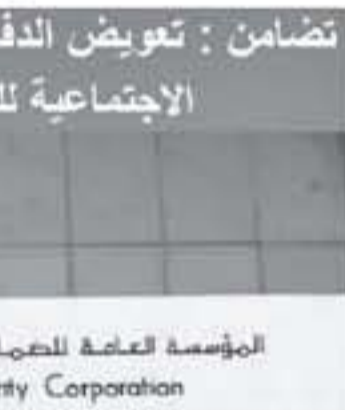 تضامن : تعويض الدف
الاجتماعية لل
المؤسسة العامة للضما
rity Corporation